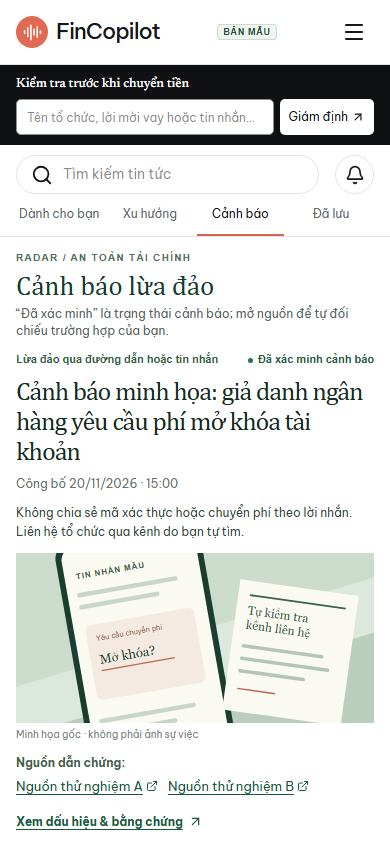 FinCopilot
BẢN MẪU
Kiểm tra trước khi chuyển tiền
Tên tổ chức, lời mời vay hoặc tin nhắn...
Giám định
Tìm kiếm tin tức
Dành cho bạn
Xu hướng
Cảnh báo
Đã lưu
RADAR / AN TOÀN TÀI CHÍNH
Cảnh báo lừa đảo
“Đã xác minh” là trạng thái cảnh báo; mở nguồn để tự đối
chiếu trường hợp của bạn.
Lừa đảo qua đường dẫn hoặc tin nhắn
Đã xác minh cảnh báo
Cảnh báo minh họa: giả danh ngân
hàng yêu cầu phí mở khóa tài
khoản
Công bố 20/11/2026 · 15:00
Không chia sẻ mã xác thực hoặc chuyển phí theo lời nhắn.
Liên hệ tổ chức qua kênh do bạn tự tìm.
TIN NHẮN MẪU
Yêu cầu chuyển phí
Mở khóa?
Tự kiểm tra
kênh liên hệ
Minh họa gốc · không phải ảnh sự việc
Nguồn dẫn chứng:
Nguồn thử nghiệm A
Nguồn thử nghiệm B
Xem dấu hiệu & bằng chứng